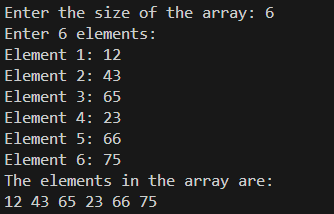 Enter the size of the array: 6
Enter 6 elements:
Element 1: 12
Element 2: 43
Element 3: 65
Element 4: 23
Element 5: 66
Element 6: 75
The elements in the array are:
12 43 65 23 66 75